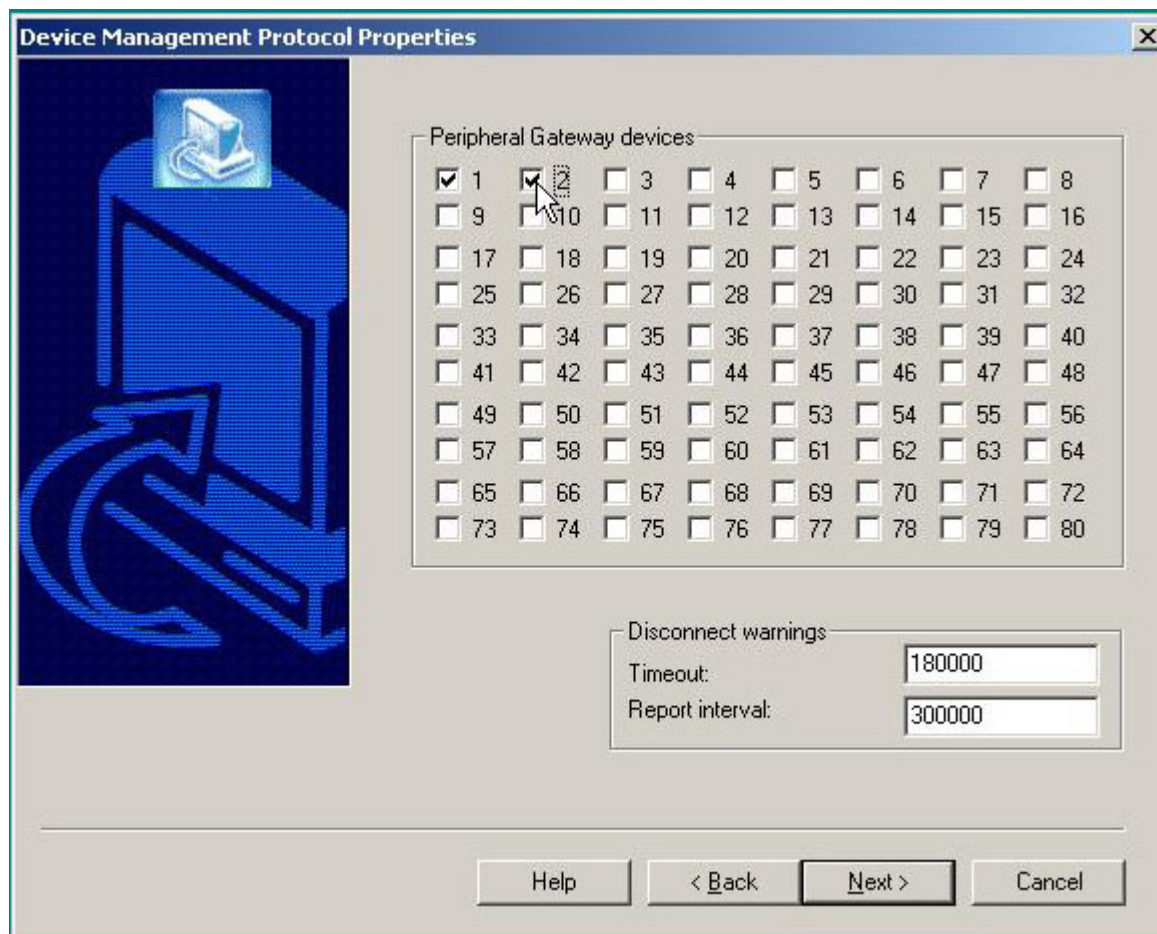 Device Management Protocol Properties
Peripheral Gateway devices
1 2 3 4 5 6 7 8
9 10 11 12 13 14 15 16
17 18 19 20 21 22 23 24
25 26 27 28 29 30 31 32
33 34 35 36 37 38 39 40
41 42 43 44 45 46 47 48
49 50 51 52 53 54 55 56
57 58 59 60 61 62 63 64
65 66 67 68 69 70 71 72
73 74 75 76 77 78 79 80
Disconnect warnings
Timeout: 180000
Report interval: 300000
Help < Back Next > Cancel